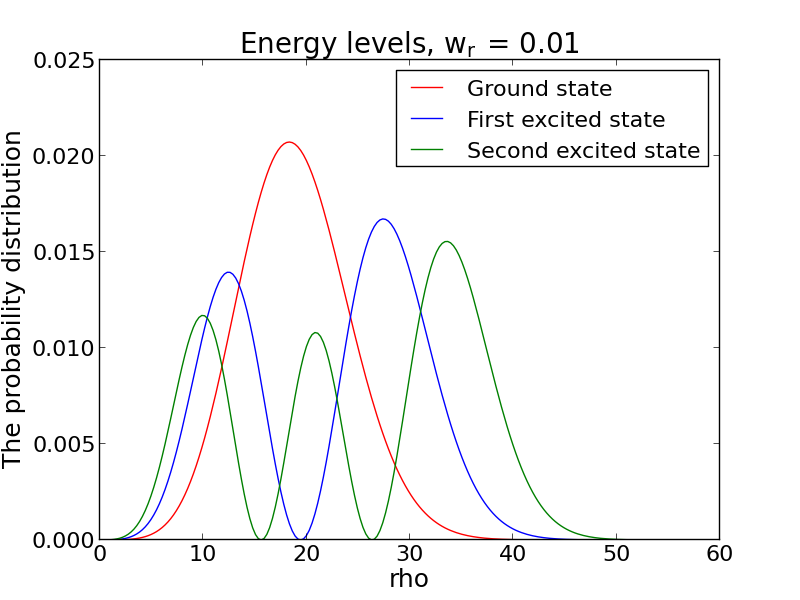 Energy levels, wᵣ = 0.01
Ground state
First excited state
Second excited state
The probability distribution
0.025
0.020
0.015
0.010
0.005
0.000
0 10 20 30 40 50 60
rho